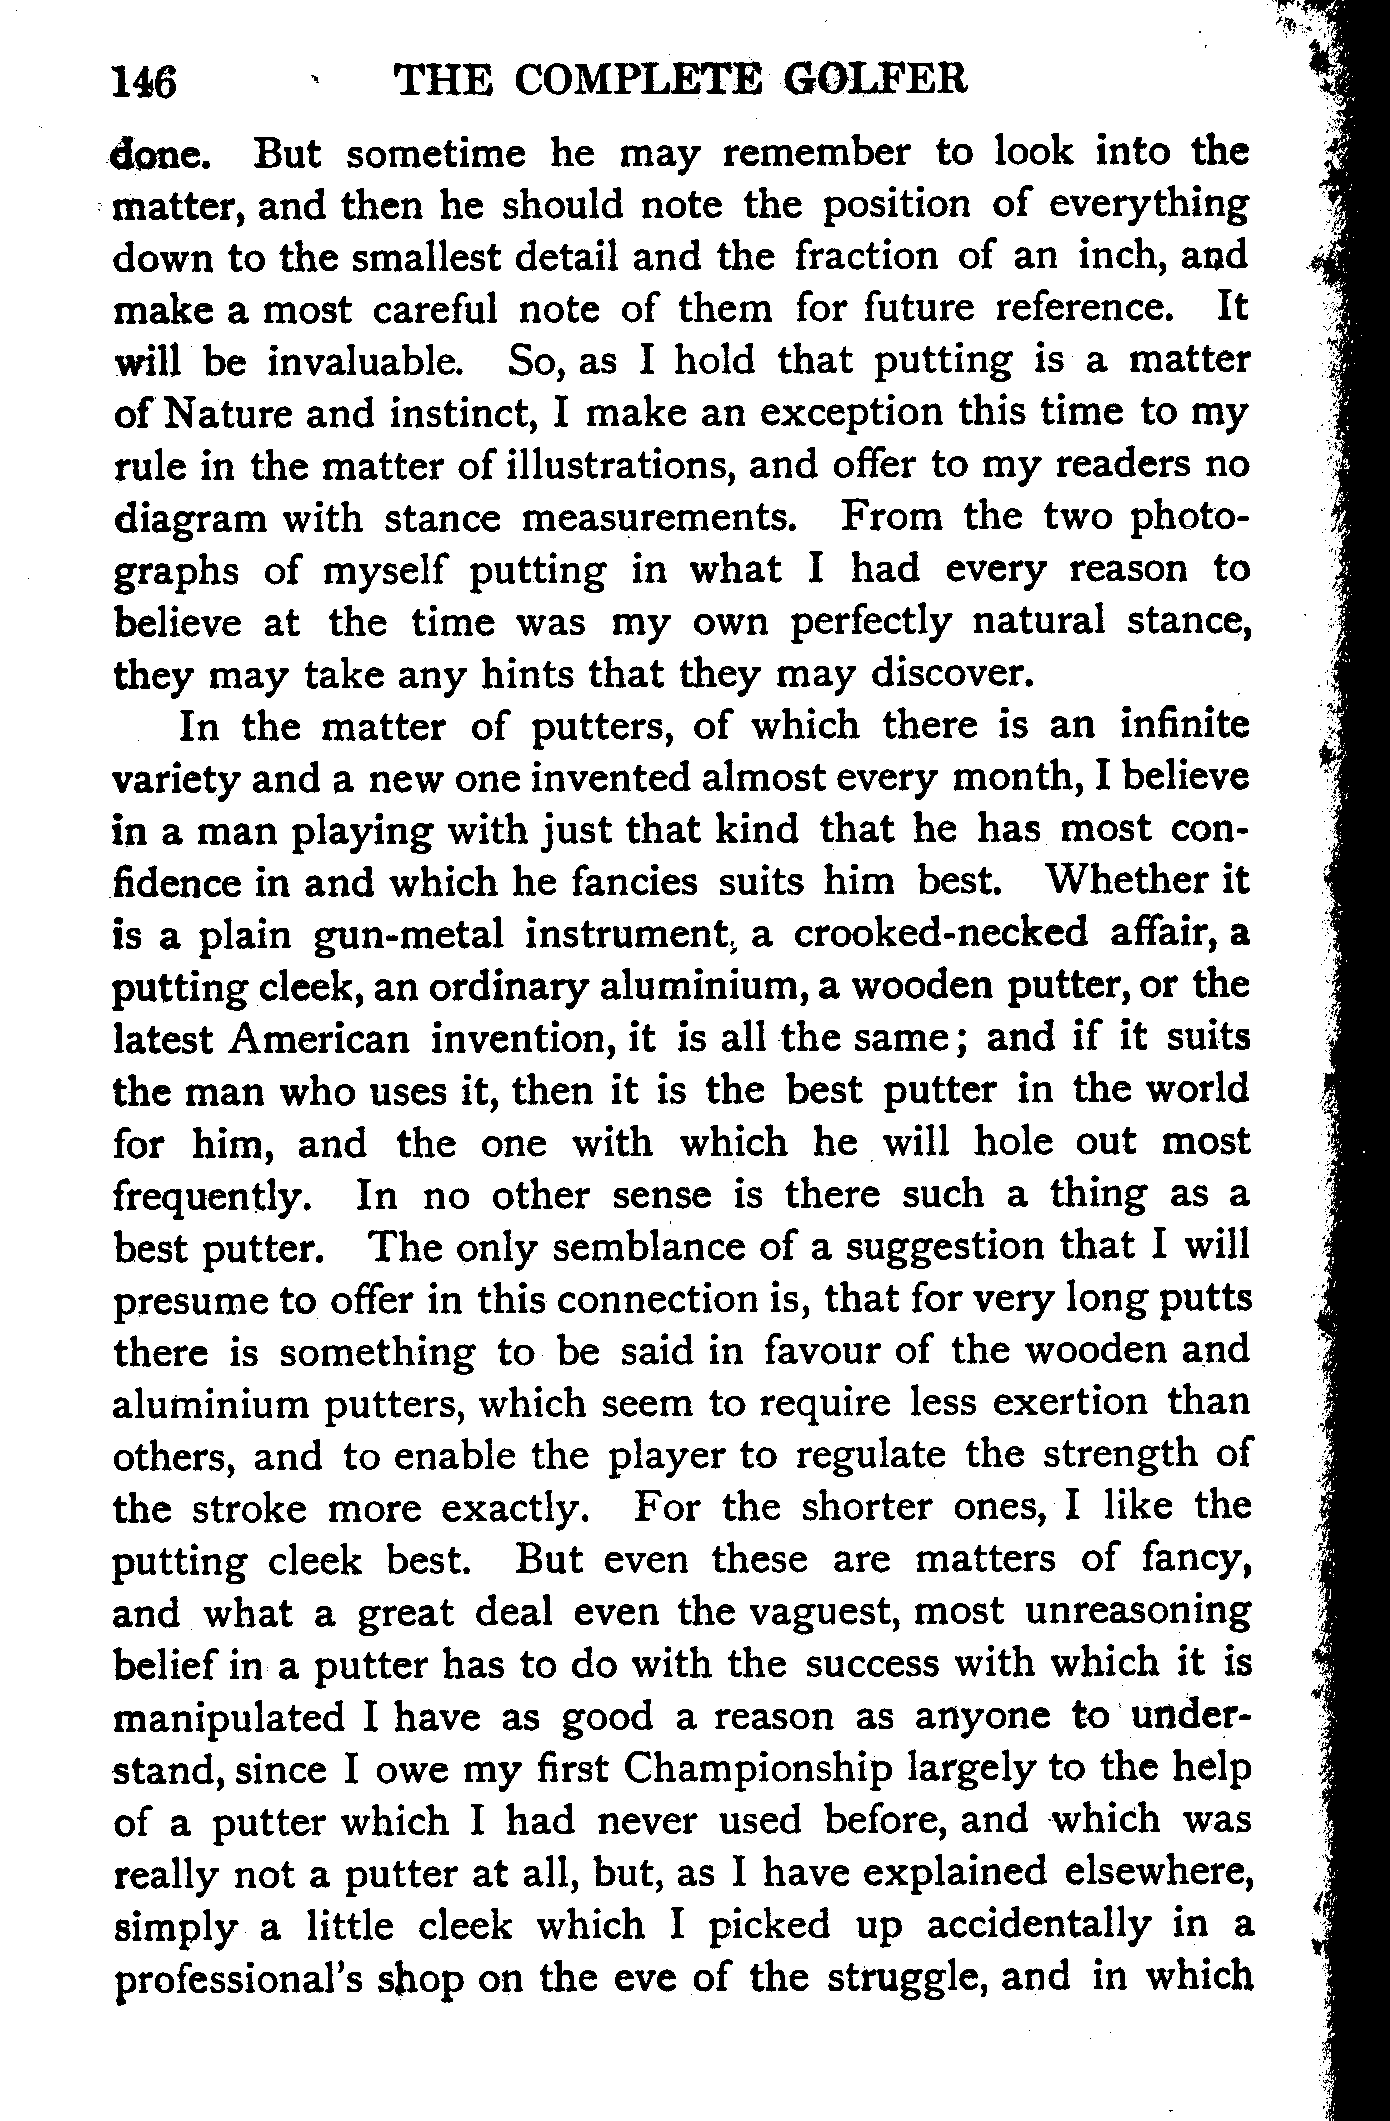 146 THE COMPLETE GOLFER
done. But sometime he may remember to look into the
matter, and then he should note the position of everything
down to the smallest detail and the fraction of an inch, and
make a most careful note of them for future reference. It
will be invaluable. So, as I hold that putting is a matter
of Nature and instinct, I make an exception this time to my
rule in the matter of illustrations, and offer to my readers no
diagram with stance measurements. From the two photo-
graphs of myself putting in what I had every reason to
believe at the time was my own perfectly natural stance,
they may take any hints that they may discover.
In the matter of putters, of which there is an infinite
variety and a new one invented almost every month, I believe
in a man playing with just that kind that he has most con-
fidence in and which he fancies suits him best. Whether it
is a plain gun-metal instrument, a crooked-necked affair, a
putting cleek, an ordinary aluminium, a wooden putter, or the
latest American invention, it is all the same; and if it suits
the man who uses it, then it is the best putter in the world
for him, and the one with which he will hole out most
frequently. In no other sense is there such a thing as a
best putter. The only semblance of a suggestion that I will
presume to offer in this connection is, that for very long putts
there is something to be said in favour of the wooden and
aluminium putters, which seem to require less exertion than
others, and to enable the player to regulate the strength of
the stroke more exactly. For the shorter ones, I like the
putting cleek best. But even these are matters of fancy,
and what a great deal even the vaguest, most unreasoning
belief in a putter has to do with the success with which it is
manipulated I have as good a reason as anyone to under-
stand, since I owe my first Championship largely to the help
of a putter which I had never used before, and which was
really not a putter at all, but, as I have explained elsewhere,
simply a little cleek which I picked up accidentally in a
professional's shop on the eve of the struggle, and in which